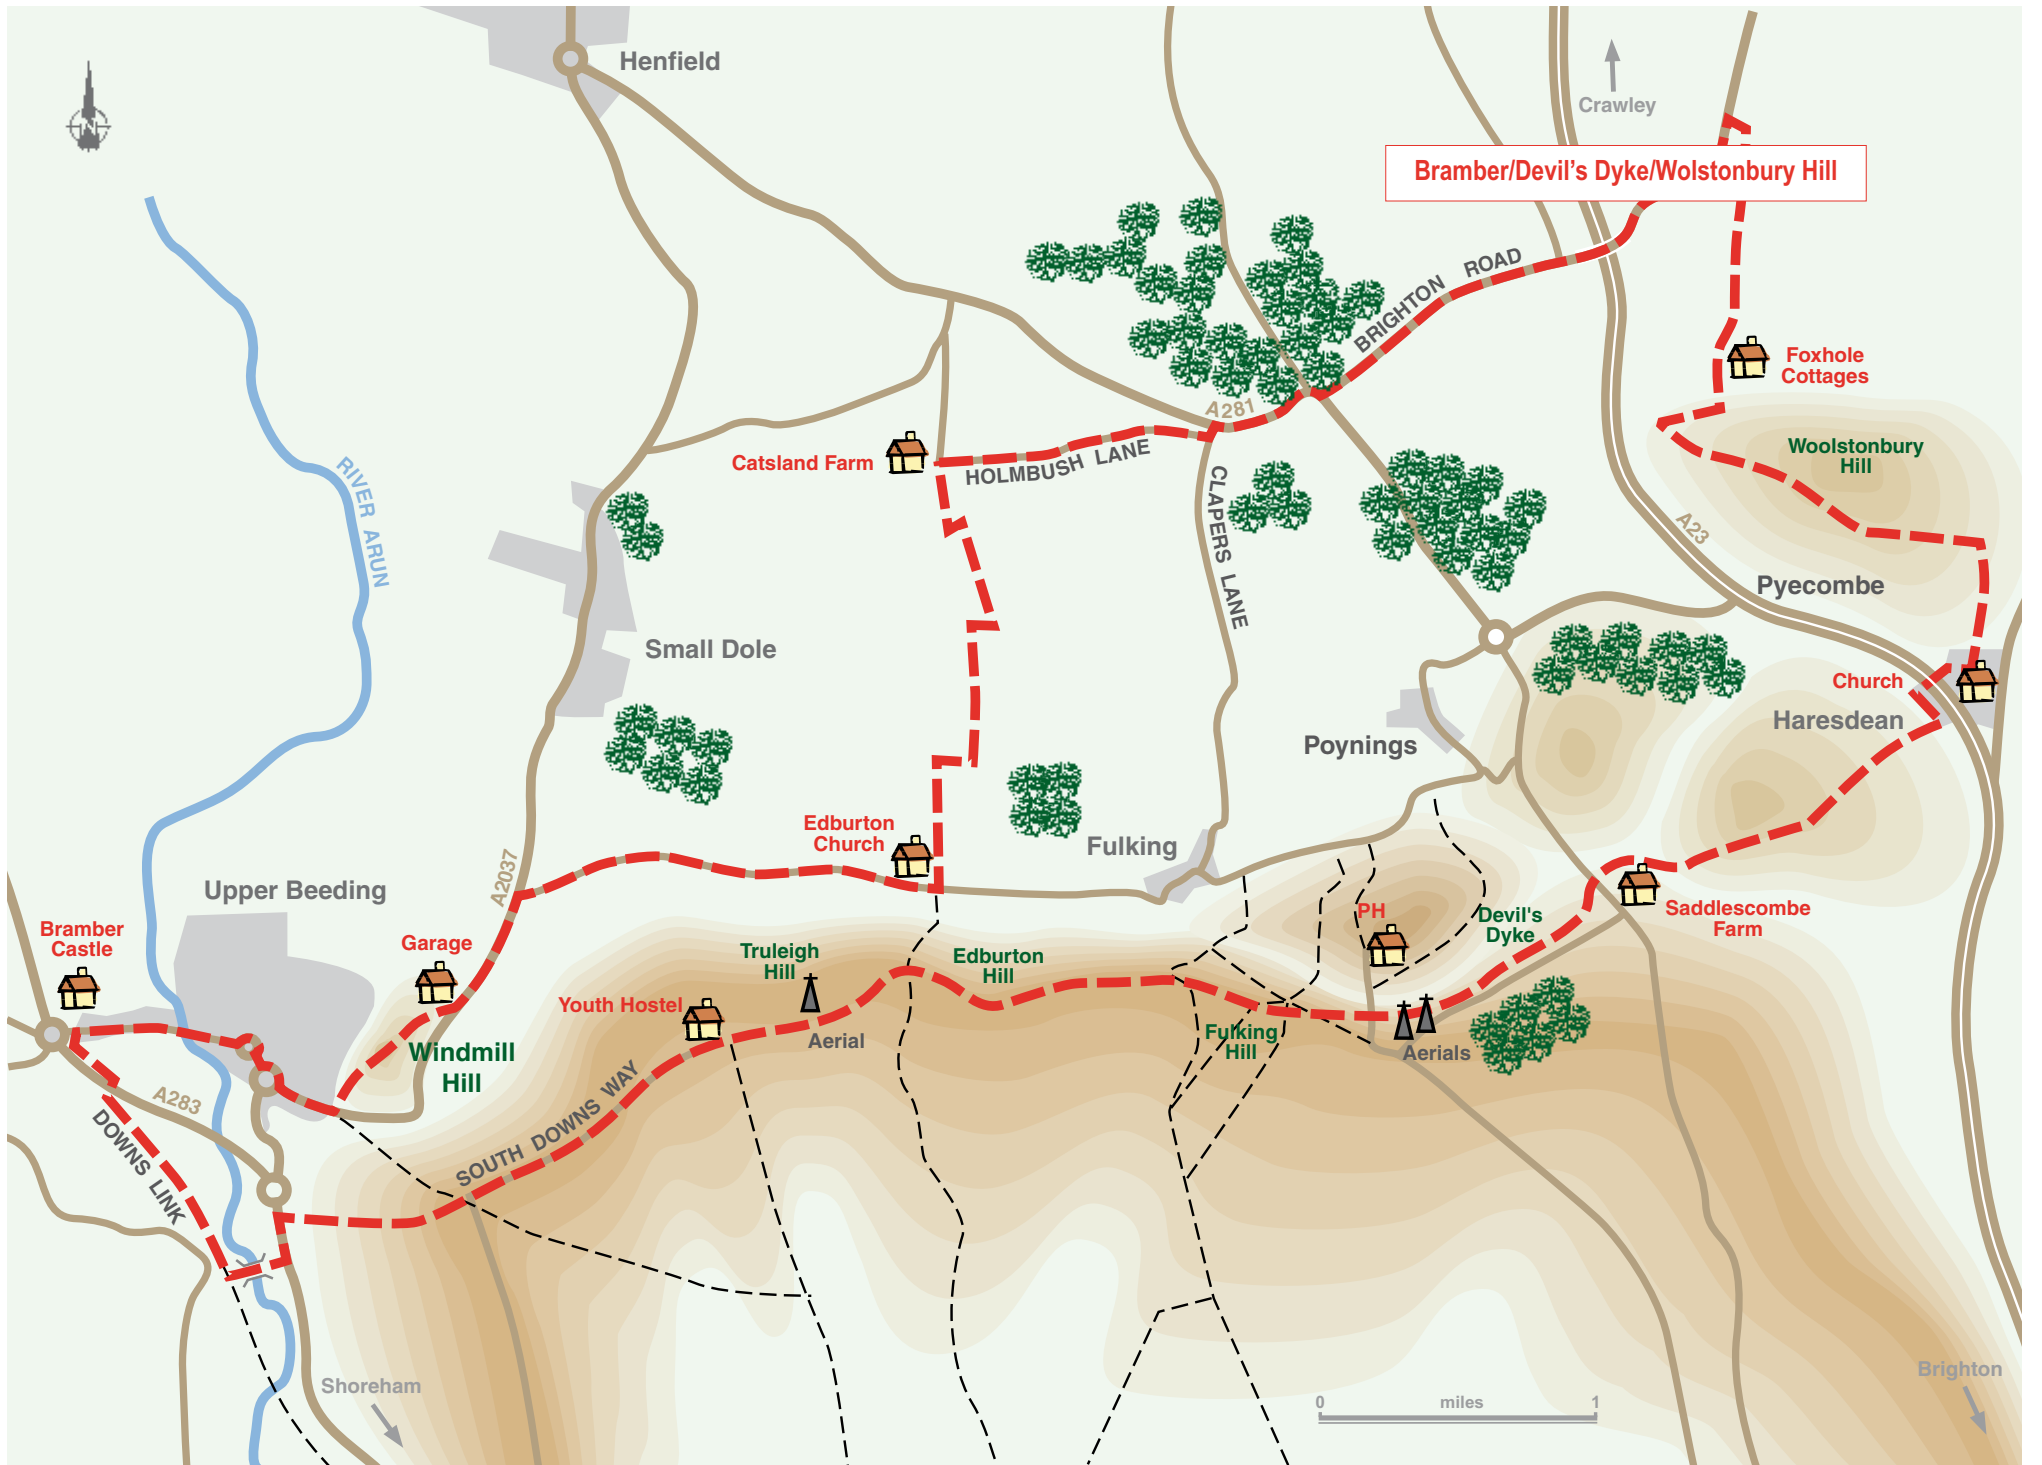 Henfield
Crawley
Bramber/Devil's Dyke/Wolstonbury Hill
BRIGHTON ROAD
Foxhole
Cottages
A281
Catsland Farm
HOLMBUSH LANE
Woolstonbury
Hill
RIVER ARUN
CLAPERS LANE
A23
Pyecombe
Small Dole
Church
Haresdean
Poynings
Edburton
Church
Fulking
A2037
Upper Beeding
Bramber
Castle
Garage
PH
Devil's
Dyke
Saddlescombe
Farm
Truleigh
Hill
Edburton
Hill
Youth Hostel
Aerial
Fulking
Hill
Aerials
Windmill
Hill
A283
DOWNS LINK
SOUTH DOWNS WAY
Shoreham
Brighton
0 miles 1
N